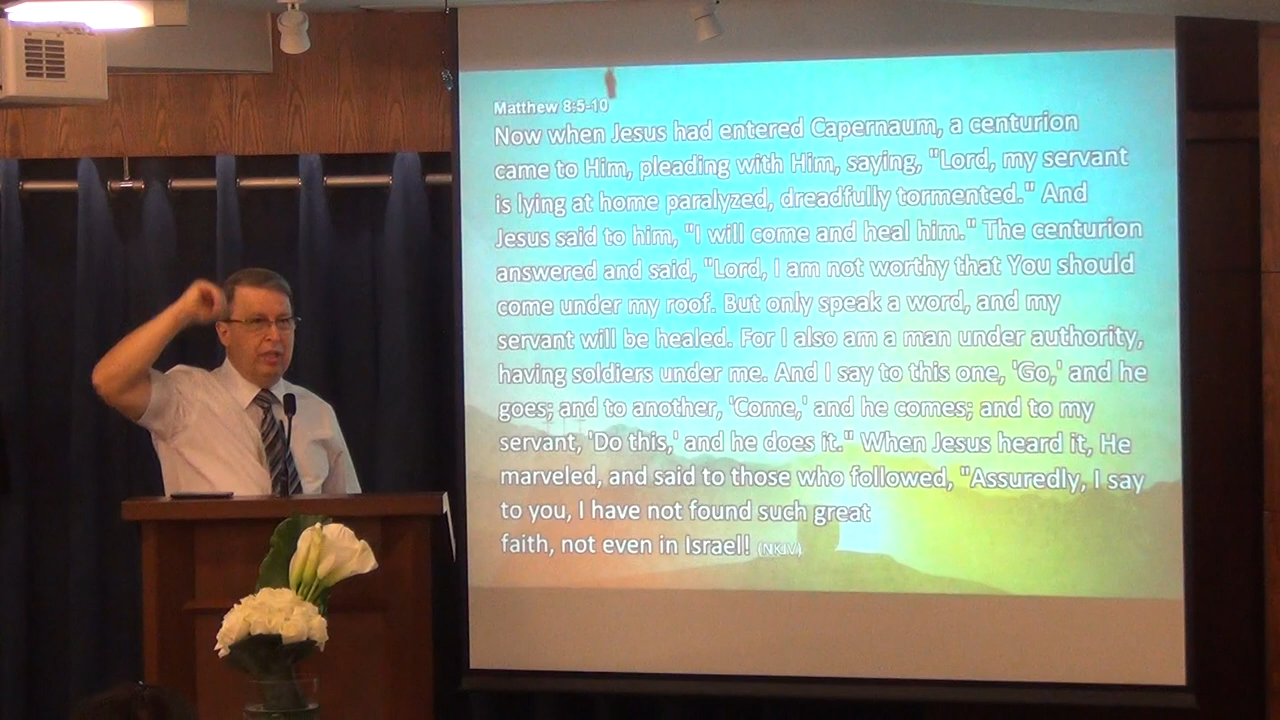 Matthew 8:5-10
Now when Jesus had entered Capernaum, a centurion
came to Him, pleading with Him, saying, "Lord, my servant
is lying at home paralyzed, dreadfully tormented." And
Jesus said to him, "I will come and heal him." The centurion
answered and said, "Lord, I am not worthy that You should
come under my roof. But only speak a word, and my
servant will be healed. For I also am a man under authority,
having soldiers under me. And I say to this one, 'Go,' and he
goes; and to another, 'Come,' and he comes; and to my
servant, 'Do this,' and he does it." When Jesus heard it, He
marveled, and said to those who followed, "Assuredly, I say
to you, I have not found such great
faith, not even in Israel! (NKJV)